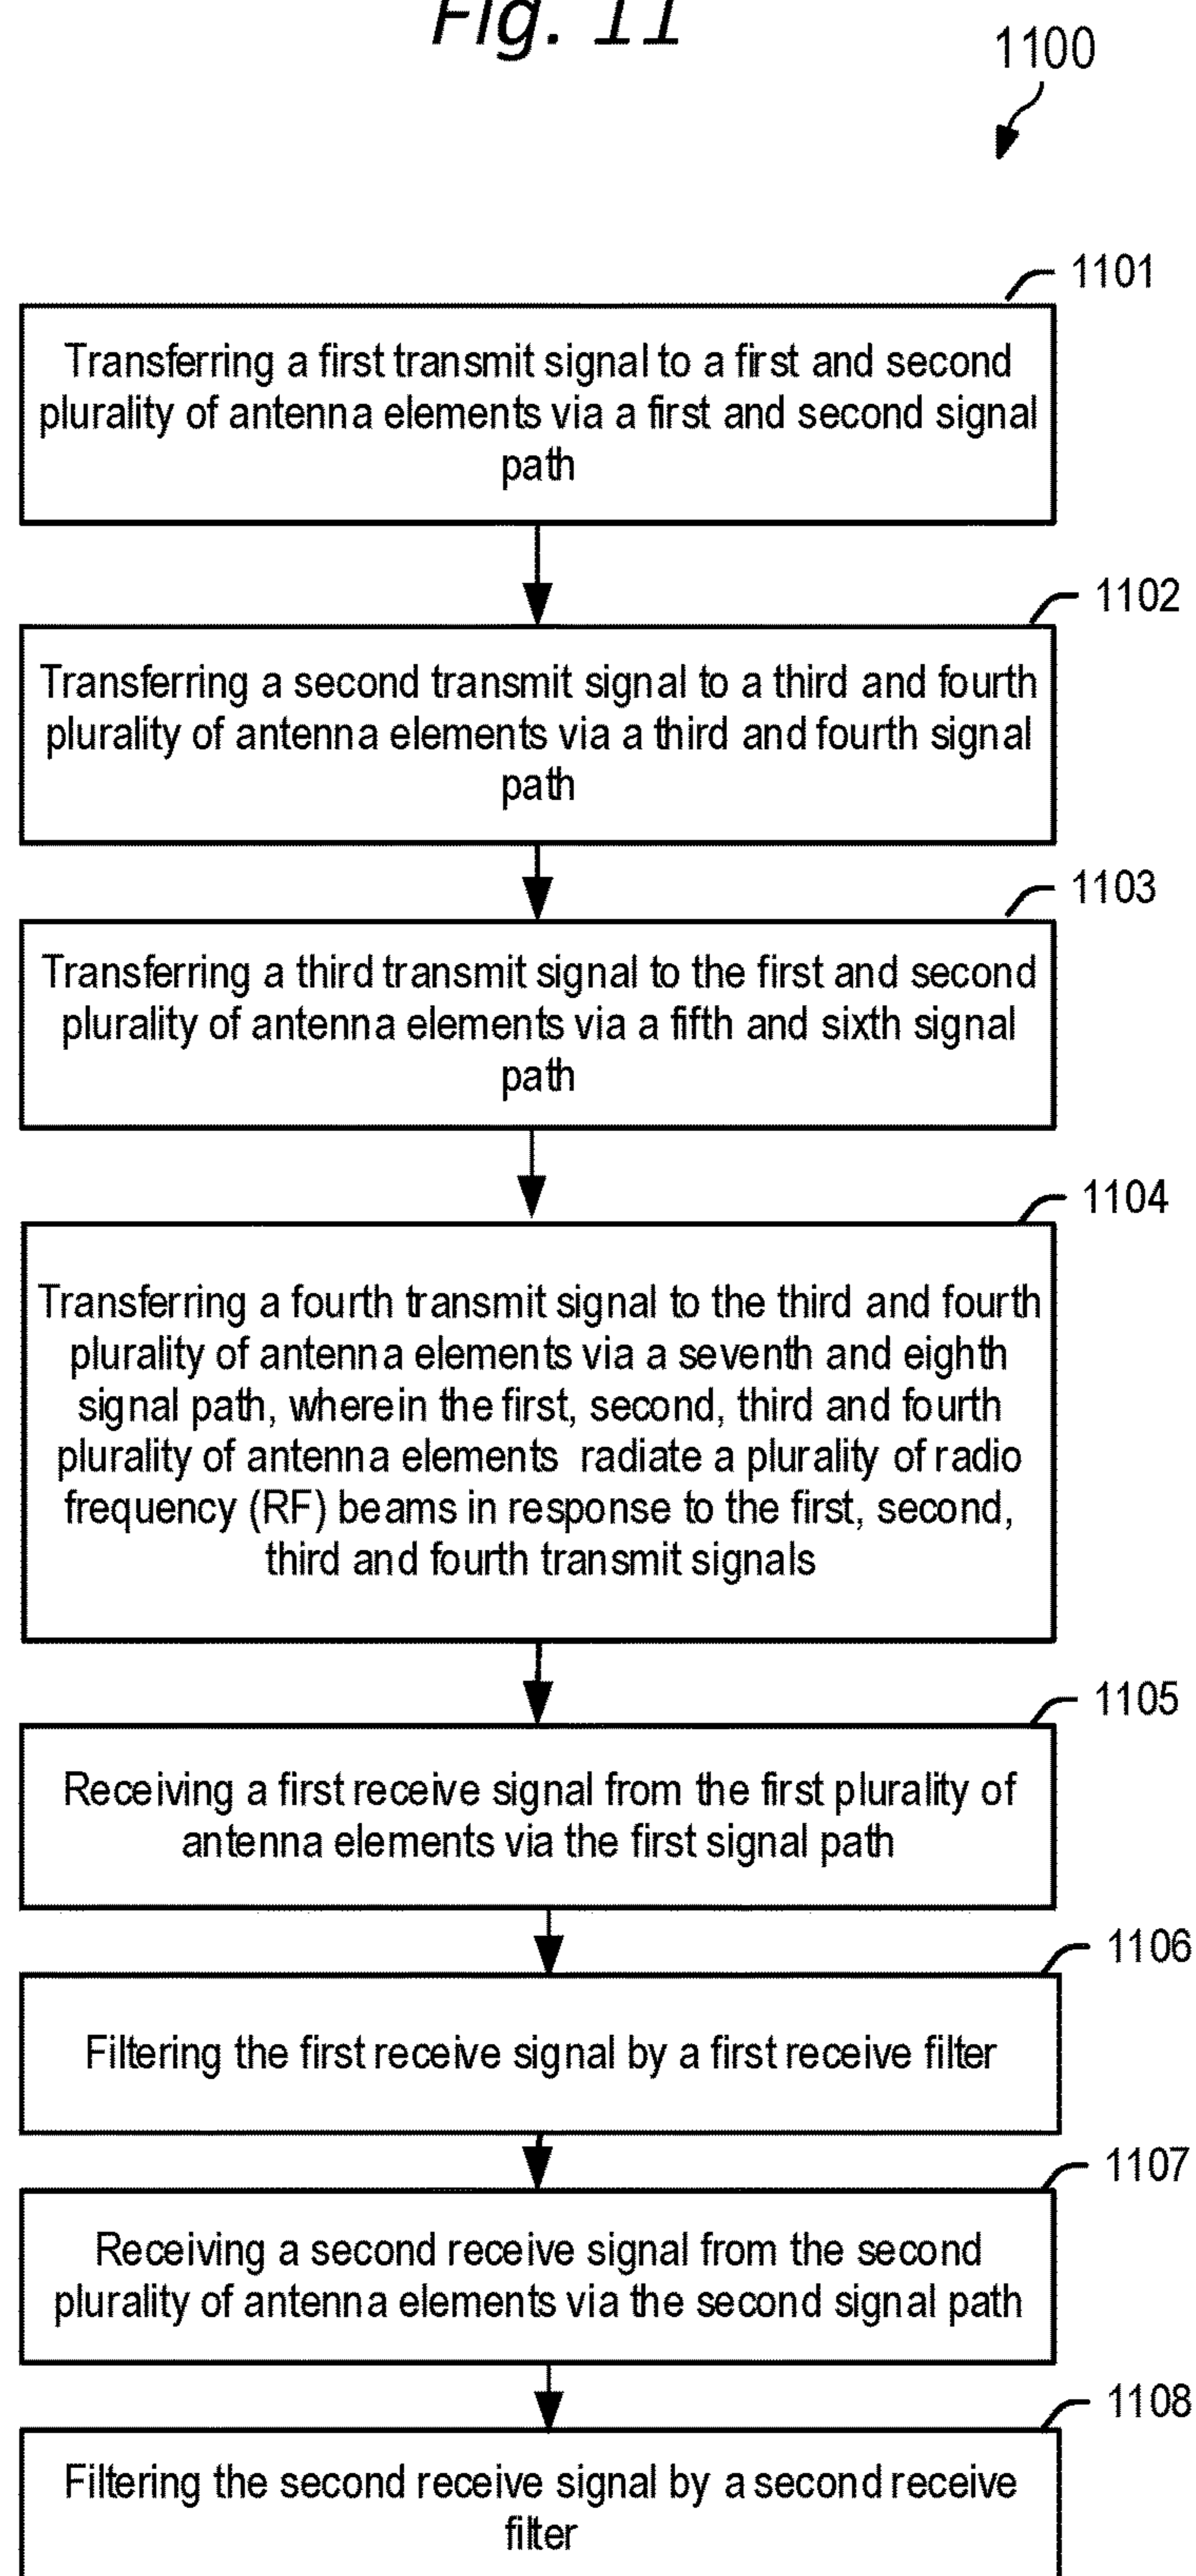 Fig. 11
1100
1101
Transferring a first transmit signal to a first and second
plurality of antenna elements via a first and second signal
path
1102
Transferring a second transmit signal to a third and fourth
plurality of antenna elements via a third and fourth signal
path
1103
Transferring a third transmit signal to the first and second
plurality of antenna elements via a fifth and sixth signal
path
1104
Transferring a fourth transmit signal to the third and fourth
plurality of antenna elements via a seventh and eighth
signal path, wherein the first, second, third and fourth
plurality of antenna elements radiate a plurality of radio
frequency (RF) beams in response to the first, second,
third and fourth transmit signals
1105
Receiving a first receive signal from the first plurality of
antenna elements via the first signal path
1106
Filtering the first receive signal by a first receive filter
1107
Receiving a second receive signal from the second
plurality of antenna elements via the second signal path
1108
Filtering the second receive signal by a second receive
filter